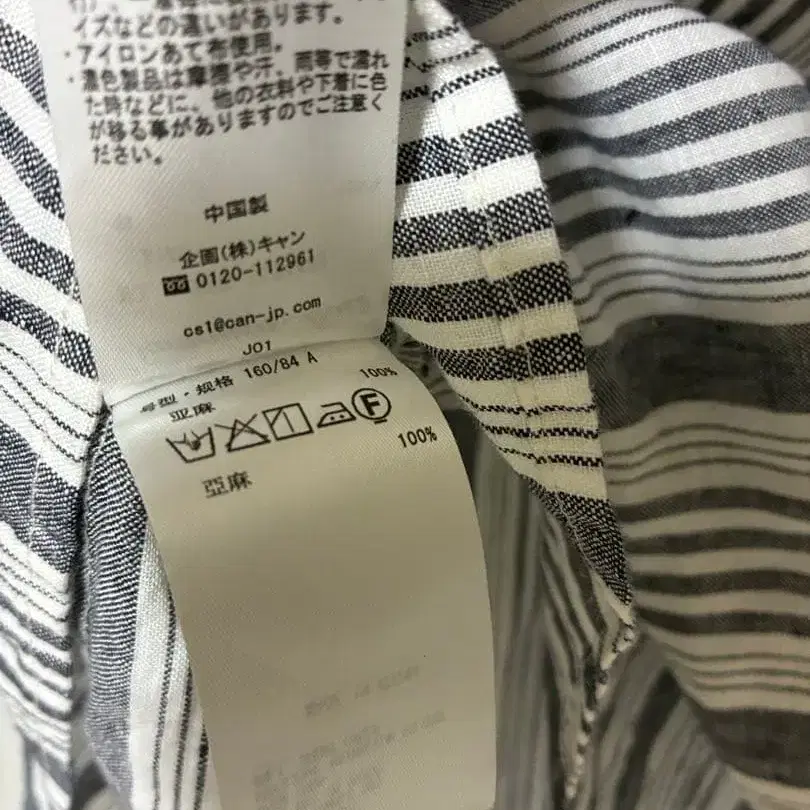 イズなどの違いがあります。
・アイロンあて布使用。
・濃色製品は摩擦や汗、雨等で濡れ
た時などに、他の衣料や下着に色
が移る事がありますのでご注意く
ださい。
中国製
企画(株)キャン
0120-112961
cs1@can-jp.com
J01
号型・规格 160/84 A
亚麻 100%
F
亞麻 100%